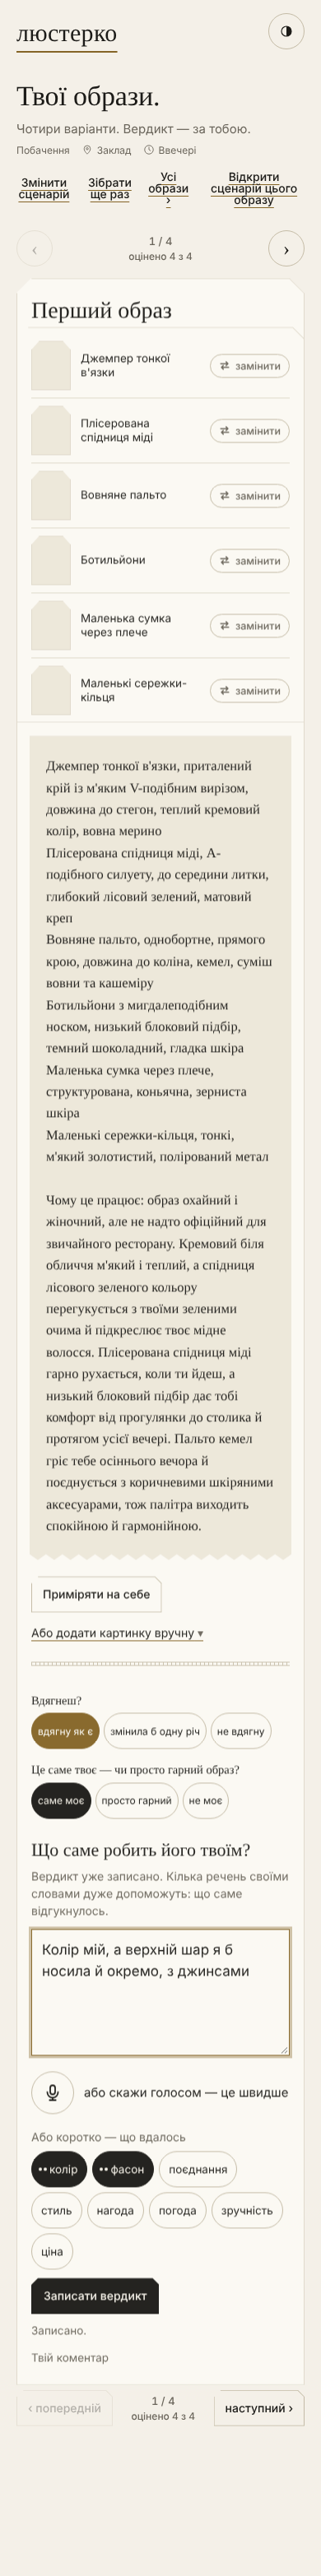 люстерко
Твої образи.
Чотири варіанти. Вердикт — за тобою.
Побачення Заклад Ввечері
Змінити сценарій
Зібрати ще раз
Усі образи ›
Відкрити сценарій цього образу
‹
1 / 4
оцінено 4 з 4
›
Перший образ
Джемпер тонкої
в'язки
замінити
Плісерована
спідниця міді
замінити
Вовняне пальто
замінити
Ботильйони
замінити
Маленька сумка
через плече
замінити
Маленькі сережки-
кільця
замінити
Джемпер тонкої в'язки, приталений
крій із м'яким V-подібним вирізом,
довжина до стегон, теплий кремовий
колір, вовна мерино
Плісерована спідниця міді, А-
подібного силуету, до середини литки,
глибокий лісовий зелений, матовий
креп
Вовняне пальто, однобортне, прямого
крою, довжина до коліна, кемел, суміш
вовни та кашеміру
Ботильйони з мигдалеподібним
носком, низький блоковий підбір,
темний шоколадний, гладка шкіра
Маленька сумка через плече,
структурована, коньячна, зерниста
шкіра
Маленькі сережки-кільця, тонкі,
м'який золотистий, полірований метал
Чому це працює: образ охайний і
жіночний, але не надто офіційний для
звичайного ресторану. Кремовий біля
обличчя м'який і теплий, а спідниця
лісового зеленого кольору
перегукується з твоїми зеленими
очима й підкреслює твоє мідне
волосся. Плісерована спідниця міді
гарно рухається, коли ти йдеш, а
низький блоковий підбір дає тобі
комфорт від прогулянки до столика й
протягом усієї вечері. Пальто кемел
гріє тебе осіннього вечора й
поєднується з коричневими шкіряними
аксесуарами, тож палітра виходить
спокійною й гармонійною.
Приміряти на себе
Або додати картинку вручну ▾
Вдягнеш?
вдягну як є змінила б одну річ не вдягну
Це саме твоє — чи просто гарний образ?
саме моє просто гарний не моє
Що саме робить його твоїм?
Вердикт уже записано. Кілька речень своїми
словами дуже допоможуть: що саме
відгукнулось.
Колір мій, а верхній шар я б
носила й окремо, з джинсами
або скажи голосом — це швидше
Або коротко — що вдалось
•• колір •• фасон поєднання
стиль нагода погода зручність
ціна
Записати вердикт
Записано.
Твій коментар
‹ попередній
1 / 4
оцінено 4 з 4
наступний ›